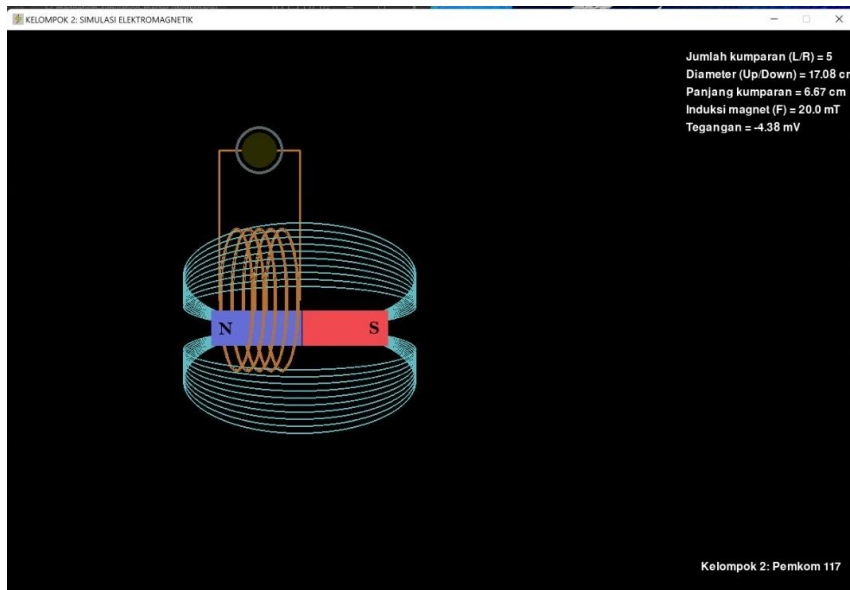 KELOMPOK 2: SIMULASI ELEKTROMAGNETIK
Jumlah kumparan (L/R) = 5
Diameter (Up/Down) = 17.08 cm
Panjang kumparan = 6.67 cm
Induksi magnet (F) = 20.0 mT
Tegangan = -4.38 mV
N S
Kelompok 2: Pemkom 117